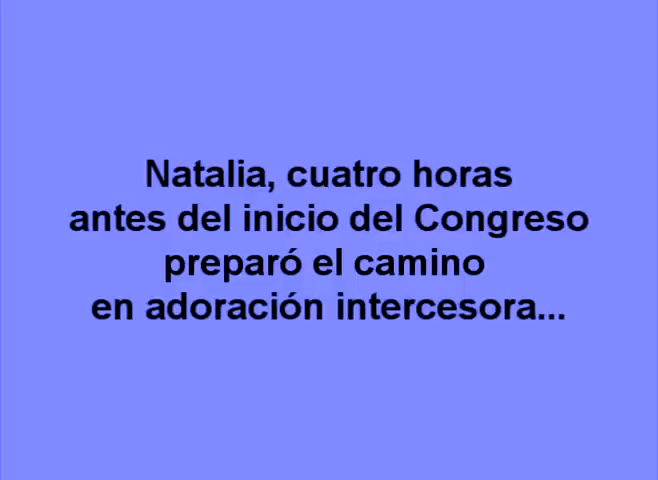 Natalia, cuatro horas
antes del inicio del Congreso
preparó el camino
en adoración intercesora...